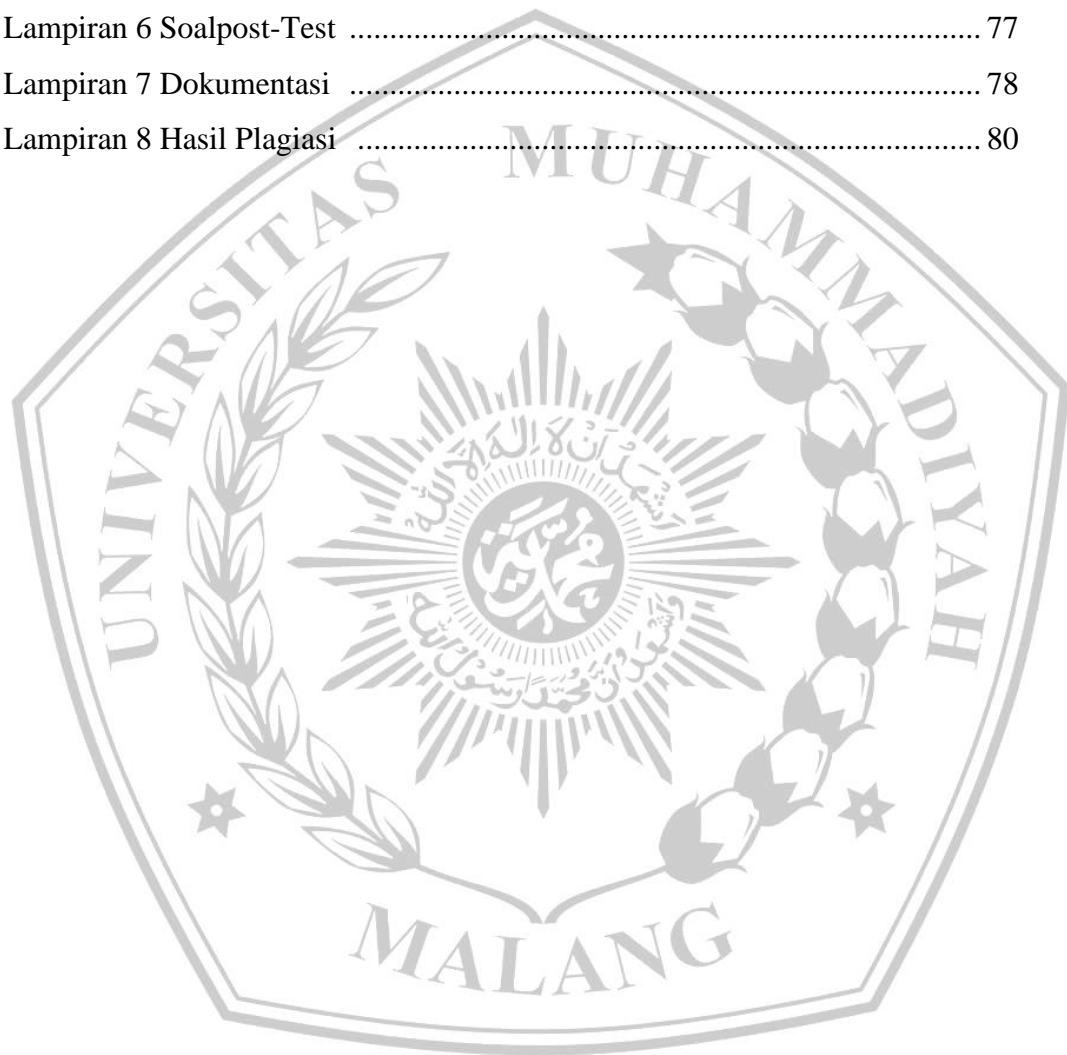 Lampiran 6 Soalpost-Test ............................................................................. 77
Lampiran 7 Dokumentasi ............................................................................. 78
Lampiran 8 Hasil Plagiasi ............................................................................ 80
UNIVERSITAS MUHAMMADIYAH
MALANG